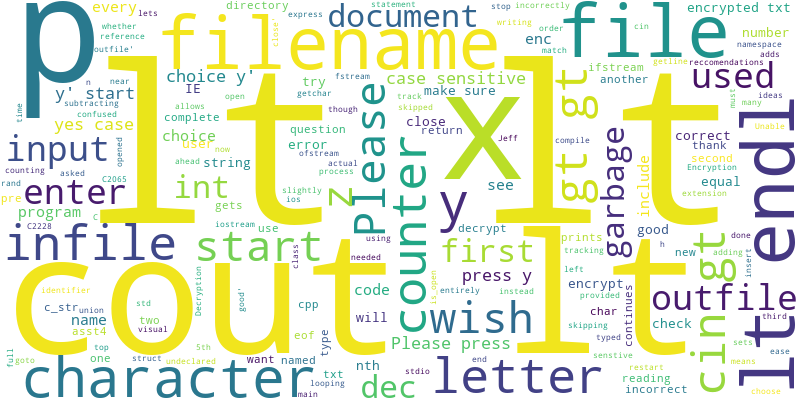 p
lt lt
x
cout lt
filename
file
document
encrypted txt
every
directory
express
statement
stop
incorrectly
lets
whether
reference
outfile'
close'
writing
order
match
cin
number
namespace
getline
adds
reccomendations
enc
fstream
ifstream
y' start
choice y'
try
case sensitive
used
n
near
subtracting
confused
IE
getchar
make sure
another
ideas
many
must
time
yes case
allows
open
track
skipped
though
complete
close
return
Jeff
gt gt
opened
choice
user
now
question
ofstream
actual
process
compile
error
correct
thank
Unable
input
string
ahead
Please
counter
garbage
include
second
Encryption
extension
counting
asked
C2065
rand
enter
int
slightly
ios
Z
y
see
equal
pre
program
C
gets
decrypt
prints
C2228
iostream
use
tracking
adding
done
h
good
endl
infile
start
first
using
left
new
insert
class
needed
press y
identifier
c_str
union
std
Decryption
good'
cpp
code
is_open
entirely
instead
skipping
provided
encrypt
continues
cin gt
outfile
name
asst4
two
visual
will
wish
char
typed
check
third
lt
full
top
one
goto
struct
5th
undeclared
eof
want
named
type
nth
Please press
senstive
sets
ease
means
restart
choose
character
txt
looping
main
dec
stdio
end
letter
reading
incorrect